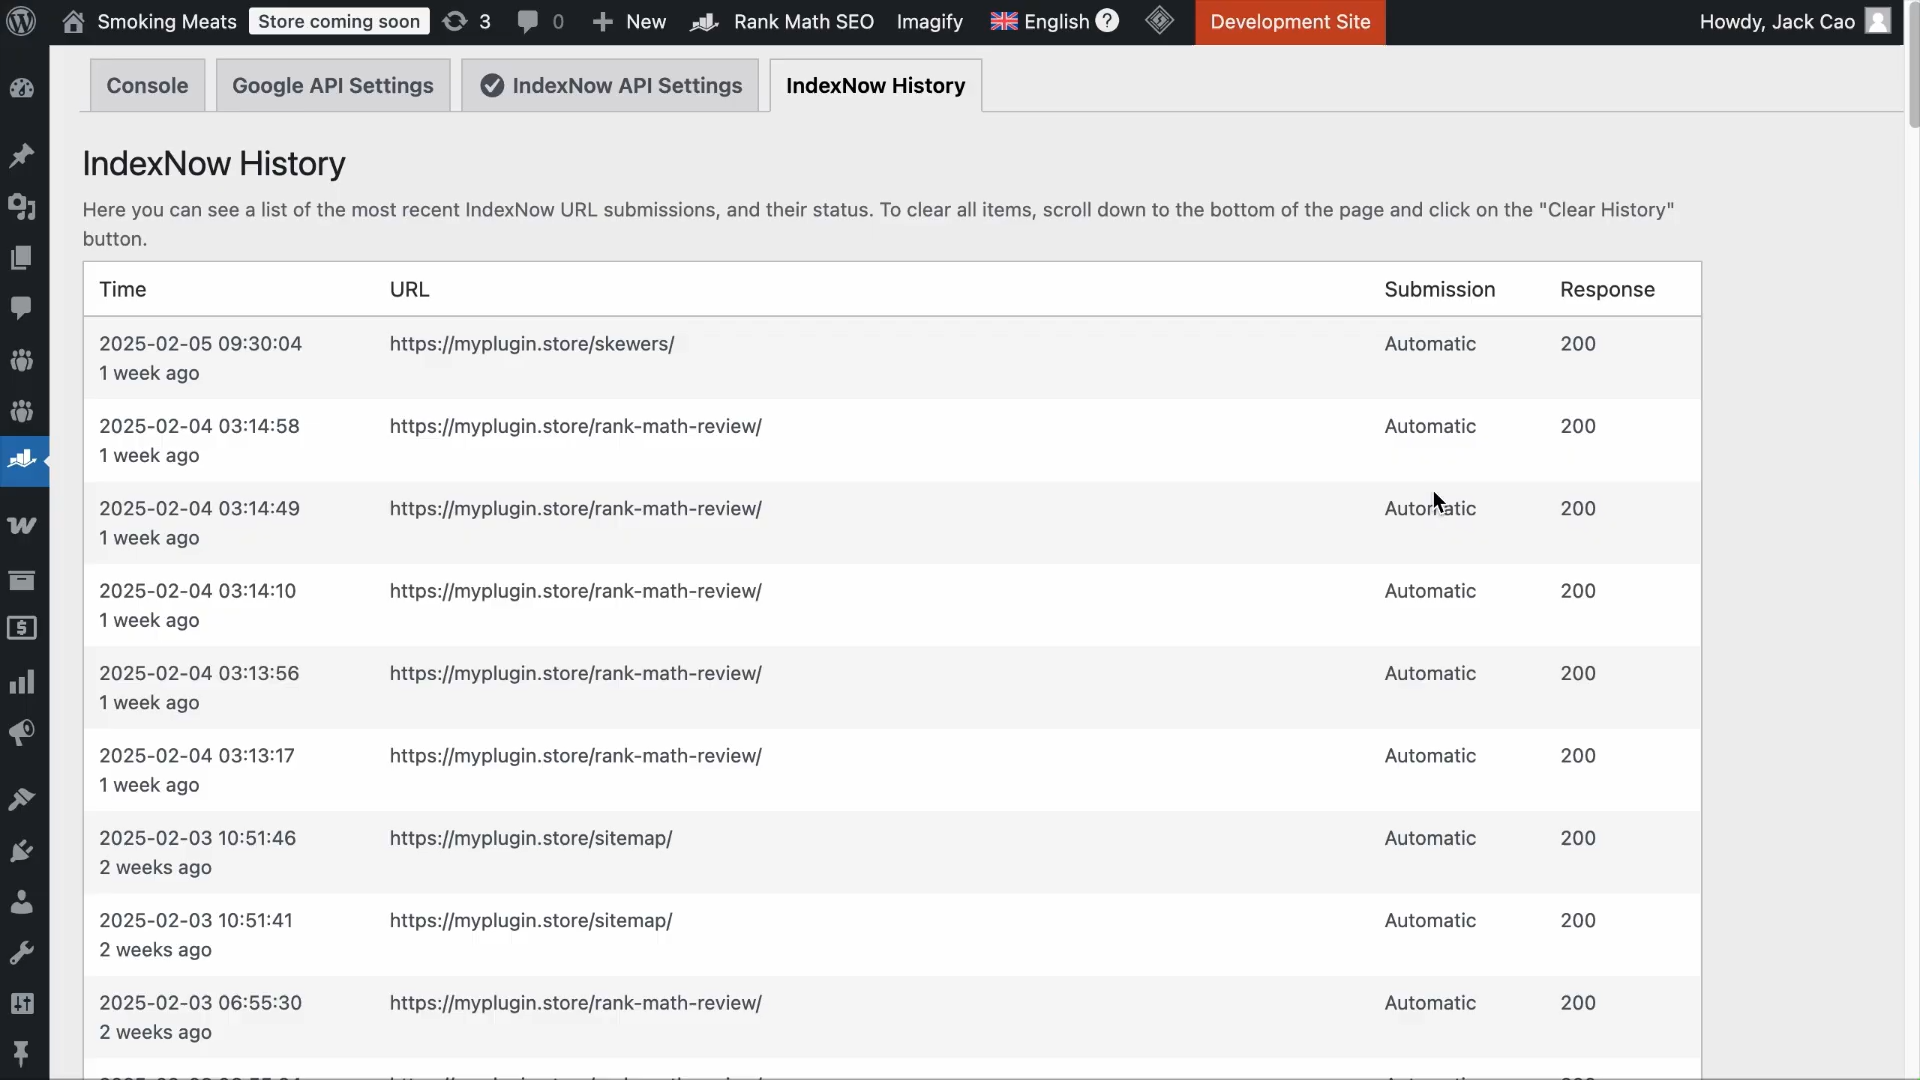 Smoking Meats Store coming soon 3 0 New Rank Math SEO Imagify English ? Development Site Howdy, Jack Cao
Console Google API Settings IndexNow API Settings IndexNow History
IndexNow History
Here you can see a list of the most recent IndexNow URL submissions, and their status. To clear all items, scroll down to the bottom of the page and click on the "Clear History"
button.
Time URL Submission Response
2025-02-05 09:30:04 https://myplugin.store/skewers/ Automatic 200
1 week ago
2025-02-04 03:14:58 https://myplugin.store/rank-math-review/ Automatic 200
1 week ago
2025-02-04 03:14:49 https://myplugin.store/rank-math-review/ Automatic 200
1 week ago
2025-02-04 03:14:10 https://myplugin.store/rank-math-review/ Automatic 200
1 week ago
2025-02-04 03:13:56 https://myplugin.store/rank-math-review/ Automatic 200
1 week ago
2025-02-04 03:13:17 https://myplugin.store/rank-math-review/ Automatic 200
1 week ago
2025-02-03 10:51:46 https://myplugin.store/sitemap/ Automatic 200
2 weeks ago
2025-02-03 10:51:41 https://myplugin.store/sitemap/ Automatic 200
2 weeks ago
2025-02-03 06:55:30 https://myplugin.store/rank-math-review/ Automatic 200
2 weeks ago